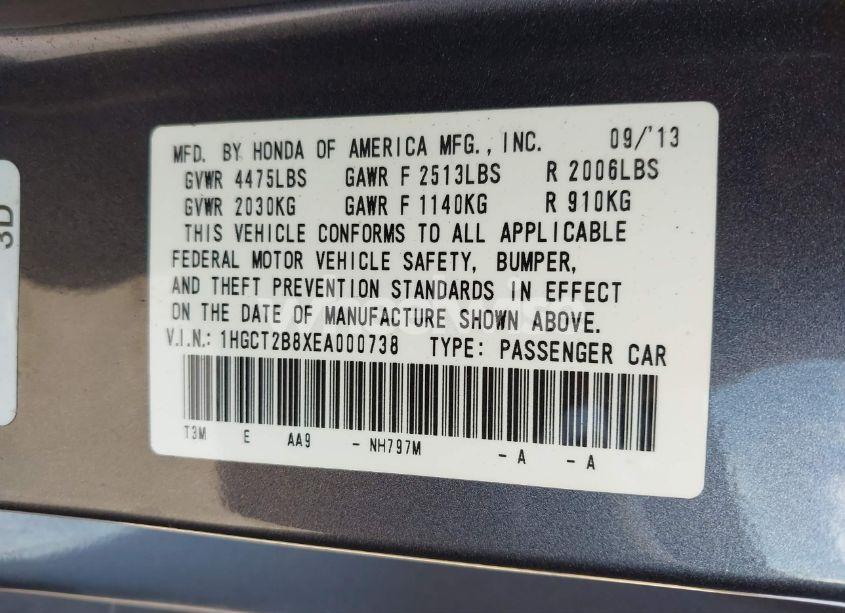 MFD. BY HONDA OF AMERICA MFG., INC. 09/'13
GVWR 4475LBS GAWR F 2513LBS R 2006LBS
GVWR 2030KG GAWR F 1140KG R 910KG
THIS VEHICLE CONFORMS TO ALL APPLICABLE
FEDERAL MOTOR VEHICLE SAFETY, BUMPER,
AND THEFT PREVENTION STANDARDS IN EFFECT
ON THE DATE OF MANUFACTURE SHOWN ABOVE.
V.I.N.: 1HGCT2B8XEA000738 TYPE: PASSENGER CAR
T3M E AA9 - NH797M - A - A
3D